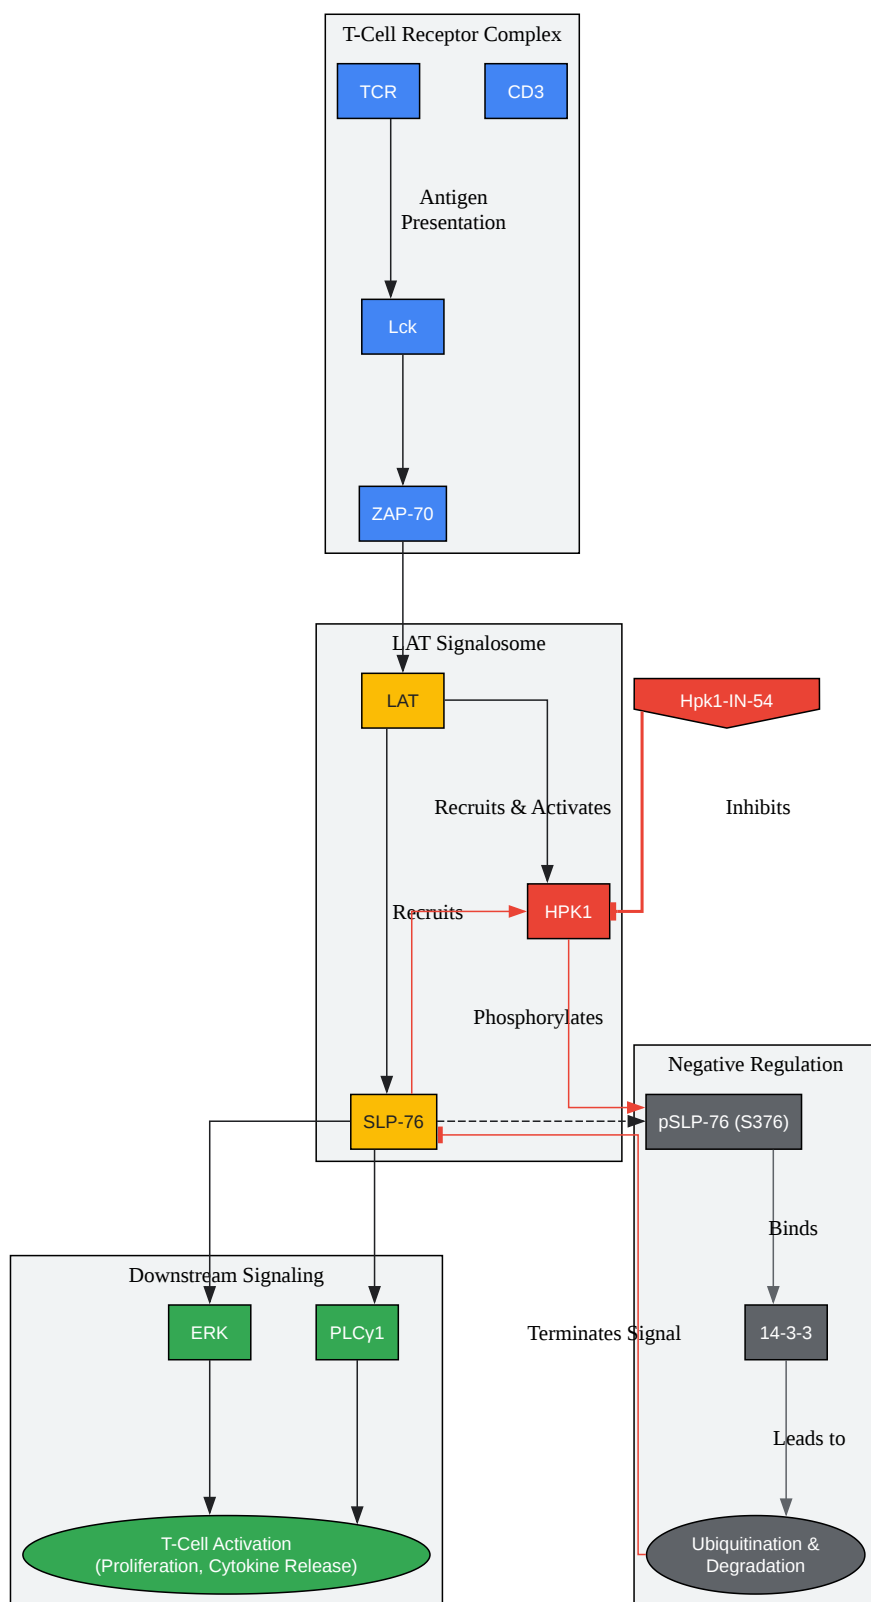 T-Cell Receptor Complex
TCR
CD3
Antigen
Presentation
Lck
ZAP-70
LAT Signalosome
LAT
Hpk1-IN-54
Recruits & Activates
Inhibits
Recruits
HPK1
Phosphorylates
Negative Regulation
SLP-76
pSLP-76 (S376)
Binds
Downstream Signaling
ERK
PLCγ1
Terminates Signal
14-3-3
Leads to
T-Cell Activation
(Proliferation, Cytokine Release)
Ubiquitination &
Degradation